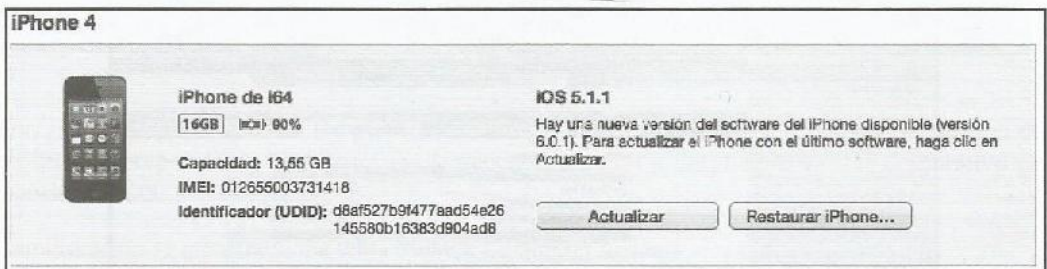 iPhone 4
iPhone de i64
16GB 90%
Capacidad: 13,55 GB
IMEI: 012655003731418
Identificador (UDID): d8af527b9f477aad54e26
145580b16383d904ad8
iOS 5.1.1
Hay una nueva versión del software del iPhone disponible (versión
6.0.1). Para actualizar el iPhone con el último software, haga clic en
Actualizar.
Actualizar
Restaurar iPhone...